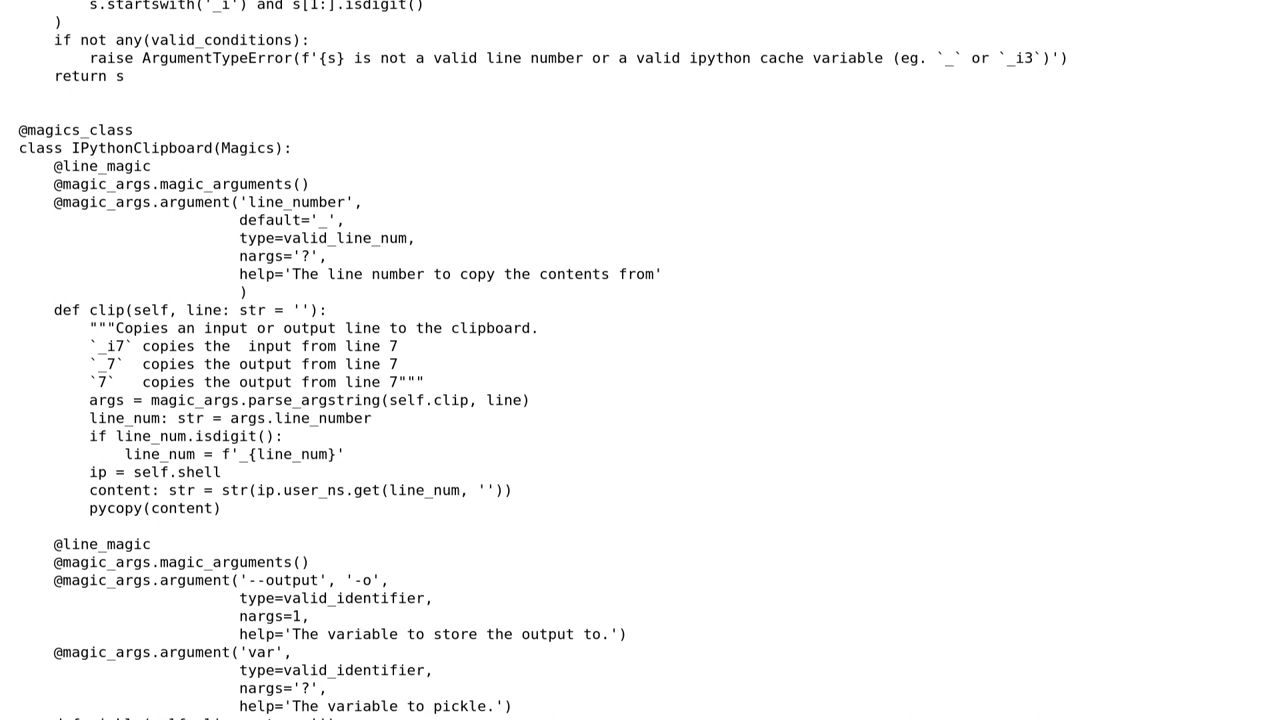 s.startswith('_i') and s[1:].isdigit()
    )
    if not any(valid_conditions):
        raise ArgumentTypeError(f'{s} is not a valid line number or a valid ipython cache variable (eg. `_` or `_i3`)')
    return s


@magics_class
class IPythonClipboard(Magics):
    @line_magic
    @magic_args.magic_arguments()
    @magic_args.argument('line_number',
                         default='_',
                         type=valid_line_num,
                         nargs='?',
                         help='The line number to copy the contents from'
                         )
    def clip(self, line: str = ''):
        """Copies an input or output line to the clipboard.
        `_i7` copies the  input from line 7
        `_7`  copies the output from line 7
        `7`   copies the output from line 7"""
        args = magic_args.parse_argstring(self.clip, line)
        line_num: str = args.line_number
        if line_num.isdigit():
            line_num = f'_{line_num}'
        ip = self.shell
        content: str = str(ip.user_ns.get(line_num, ''))
        pycopy(content)

    @line_magic
    @magic_args.magic_arguments()
    @magic_args.argument('--output', '-o',
                         type=valid_identifier,
                         nargs=1,
                         help='The variable to store the output to.')
    @magic_args.argument('var',
                         type=valid_identifier,
                         nargs='?',
                         help='The variable to pickle.')